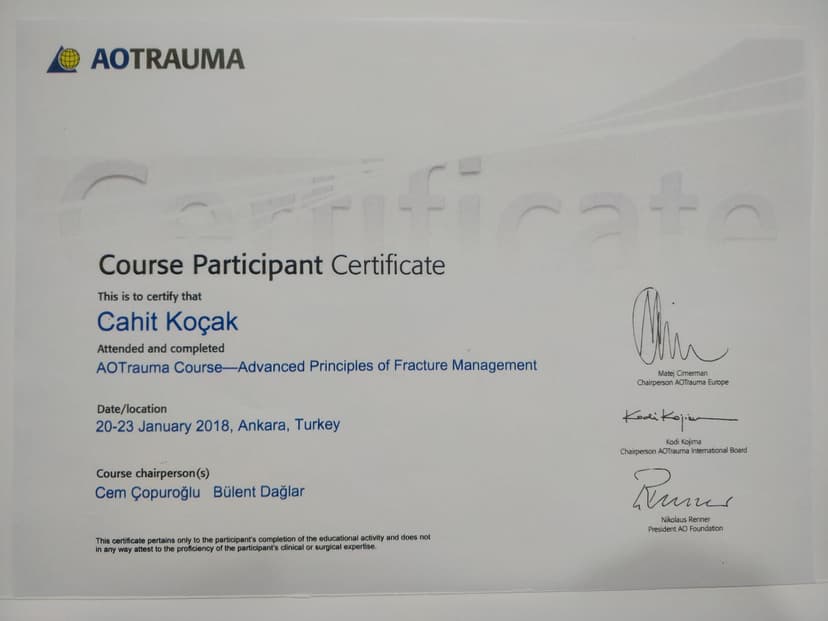 AOTRAUMA
Certificate
Course Participant Certificate
This is to certify that
Cahit Koçak
Attended and completed
AOTrauma Course—Advanced Principles of Fracture Management
Date/location
20-23 January 2018, Ankara, Turkey
Course chairperson(s)
Cem Çopuroğlu Bülent Dağlar
This certificate pertains only to the participant's completion of the educational activity and does not
in any way attest to the proficiency of the participant's clinical or surgical expertise.
Matej Cimerman
Chairperson AOTrauma Europe
Kodi Kojima
Kodi Kojima
Chairperson AOTrauma International Board
Renner
Nikolaus Renner
President AO Foundation